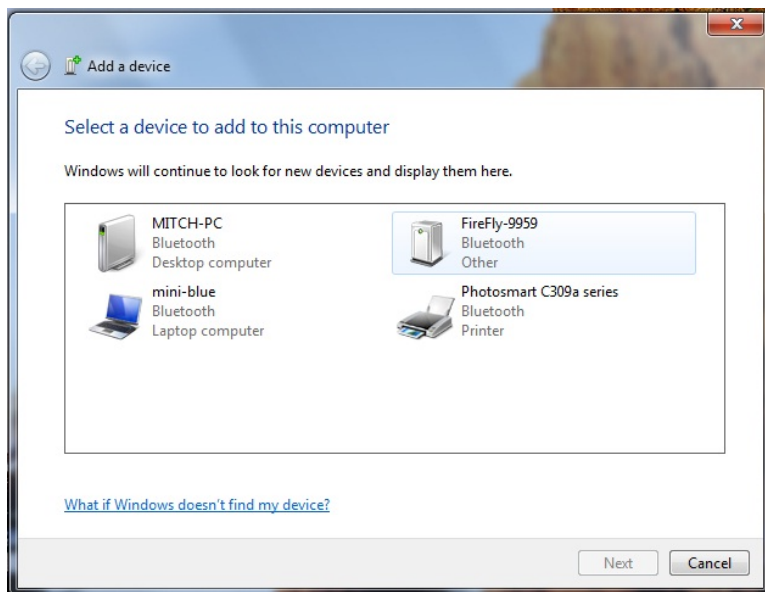 Add a device
Select a device to add to this computer
Windows will continue to look for new devices and display them here.
MITCH-PC
Bluetooth
Desktop computer
FireFly-9959
Bluetooth
Other
mini-blue
Bluetooth
Laptop computer
Photosmart C309a series
Bluetooth
Printer
What if Windows doesn't find my device?
Next
Cancel